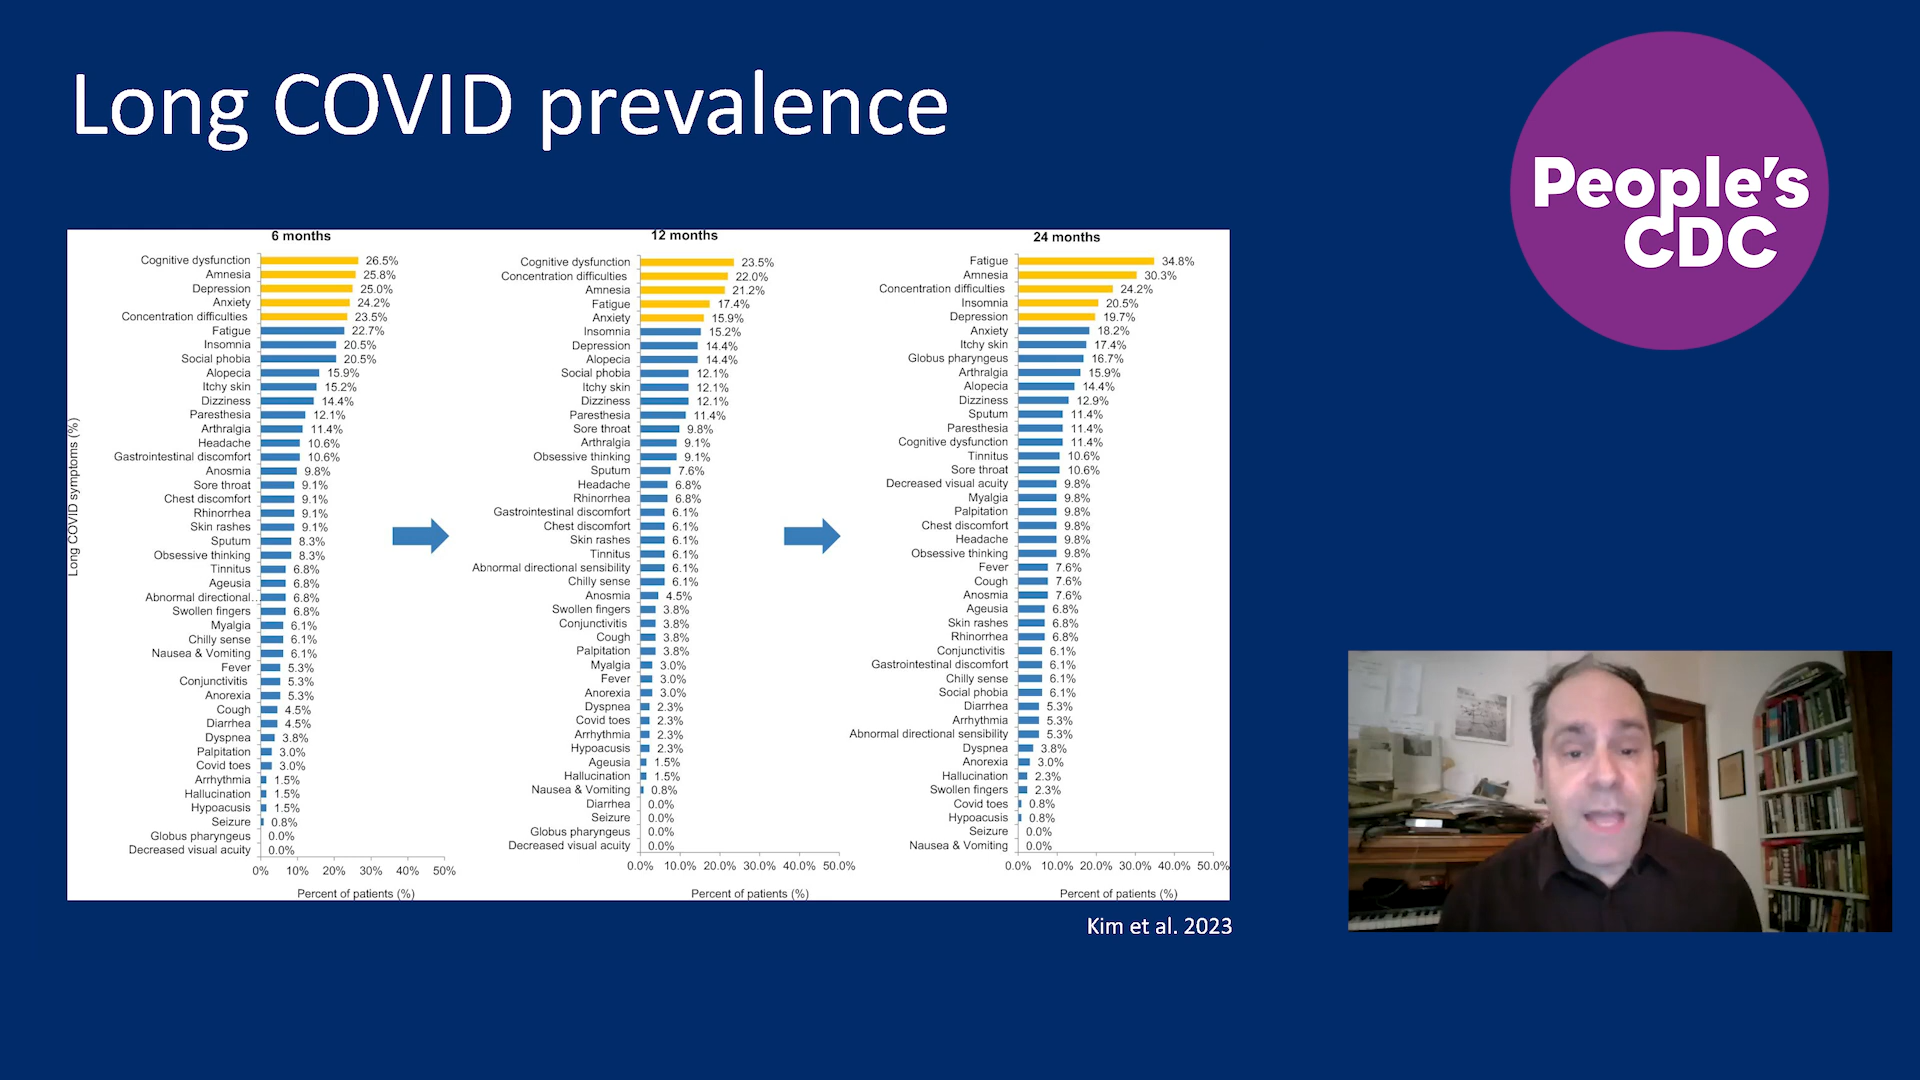 Long COVID prevalence
People's
CDC
Long COVID symptoms (%)
6 months
Cognitive dysfunction 26.5%
Amnesia 25.8%
Depression 25.0%
Anxiety 24.2%
Concentration difficulties 23.5%
Fatigue 22.7%
Insomnia 20.5%
Social phobia 20.5%
Alopecia 15.9%
Itchy skin 15.2%
Dizziness 14.4%
Paresthesia 12.1%
Arthralgia 11.4%
Headache 10.6%
Gastrointestinal discomfort 10.6%
Anosmia 9.8%
Sore throat 9.1%
Chest discomfort 9.1%
Rhinorrhea 9.1%
Skin rashes 9.1%
Sputum 8.3%
Obsessive thinking 8.3%
Tinnitus 6.8%
Ageusia 6.8%
Abnormal directional... 6.8%
Swollen fingers 6.8%
Myalgia 6.1%
Chilly sense 6.1%
Nausea & Vomiting 6.1%
Fever 5.3%
Conjunctivitis 5.3%
Anorexia 5.3%
Cough 4.5%
Diarrhea 4.5%
Dyspnea 3.8%
Palpitation 3.0%
Covid toes 3.0%
Arrhythmia 1.5%
Hallucination 1.5%
Hypoacusis 1.5%
Seizure 0.8%
Globus pharyngeus 0.0%
Decreased visual acuity 0.0%
0% 10% 20% 30% 40% 50%
Percent of patients (%)
12 months
Cognitive dysfunction 23.5%
Concentration difficulties 22.0%
Amnesia 21.2%
Fatigue 17.4%
Anxiety 15.9%
Insomnia 15.2%
Depression 14.4%
Alopecia 14.4%
Social phobia 12.1%
Itchy skin 12.1%
Dizziness 12.1%
Paresthesia 11.4%
Sore throat 9.8%
Arthralgia 9.1%
Obsessive thinking 9.1%
Sputum 7.6%
Headache 6.8%
Rhinorrhea 6.8%
Gastrointestinal discomfort 6.1%
Chest discomfort 6.1%
Skin rashes 6.1%
Tinnitus 6.1%
Abnormal directional sensibility 6.1%
Chilly sense 6.1%
Anosmia 4.5%
Swollen fingers 3.8%
Conjunctivitis 3.8%
Cough 3.8%
Palpitation 3.8%
Myalgia 3.0%
Fever 3.0%
Anorexia 3.0%
Dyspnea 2.3%
Covid toes 2.3%
Arrhythmia 2.3%
Hypoacusis 2.3%
Ageusia 1.5%
Hallucination 1.5%
Nausea & Vomiting 0.8%
Diarrhea 0.0%
Seizure 0.0%
Globus pharyngeus 0.0%
Decreased visual acuity 0.0%
0.0% 10.0% 20.0% 30.0% 40.0% 50.0%
Percent of patients (%)
24 months
Fatigue 34.8%
Amnesia 30.3%
Concentration difficulties 24.2%
Insomnia 20.5%
Depression 19.7%
Anxiety 18.2%
Itchy skin 17.4%
Globus pharyngeus 16.7%
Arthralgia 15.9%
Alopecia 14.4%
Dizziness 12.9%
Sputum 11.4%
Paresthesia 11.4%
Cognitive dysfunction 11.4%
Tinnitus 10.6%
Sore throat 10.6%
Decreased visual acuity 9.8%
Myalgia 9.8%
Palpitation 9.8%
Chest discomfort 9.8%
Headache 9.8%
Obsessive thinking 9.8%
Fever 7.6%
Cough 7.6%
Anosmia 7.6%
Ageusia 6.8%
Skin rashes 6.8%
Rhinorrhea 6.8%
Conjunctivitis 6.1%
Gastrointestinal discomfort 6.1%
Chilly sense 6.1%
Social phobia 6.1%
Diarrhea 5.3%
Arrhythmia 5.3%
Abnormal directional sensibility 5.3%
Dyspnea 3.8%
Anorexia 3.0%
Hallucination 2.3%
Swollen fingers 2.3%
Covid toes 0.8%
Hypoacusis 0.8%
Seizure 0.0%
Nausea & Vomiting 0.0%
0.0% 10.0% 20.0% 30.0% 40.0% 50.0%
Percent of patients (%)
Kim et al. 2023